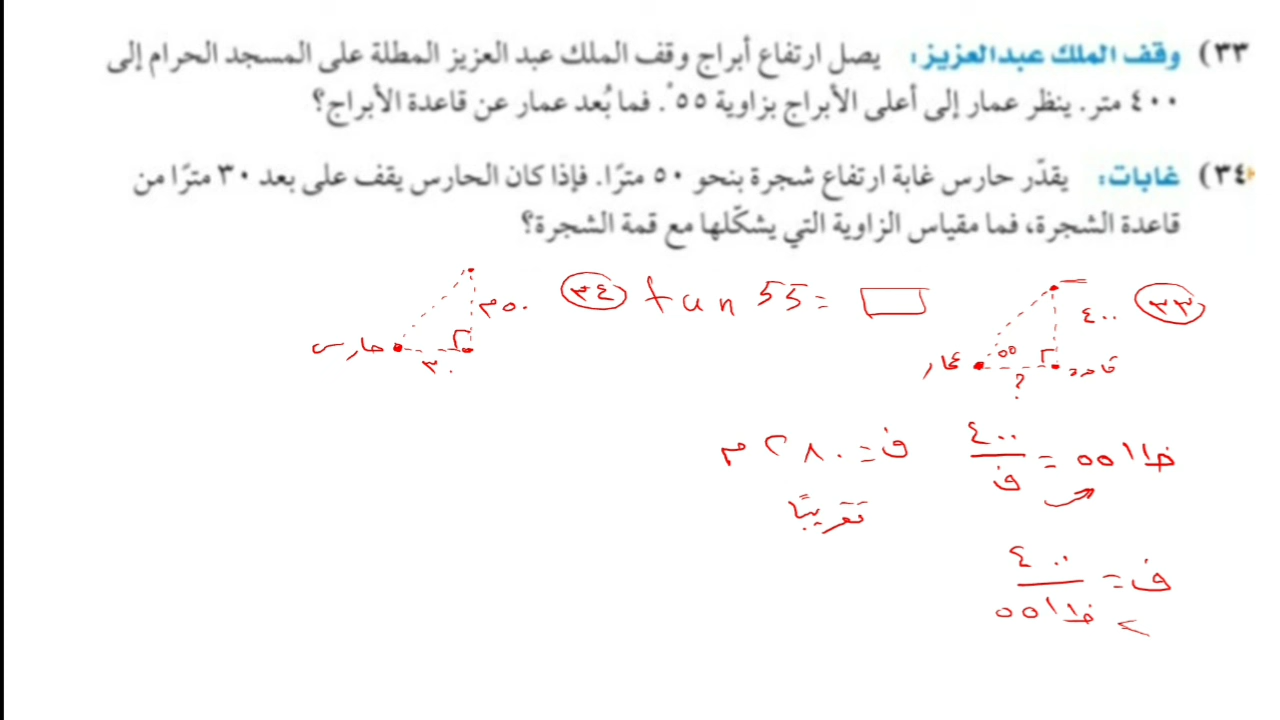 ٣٣) وقف الملك عبدالعزيز: يصل ارتفاع أبراج وقف الملك عبد العزيز المطلة على المسجد الحرام إلى
٤٠٠ متر. ينظر عمار إلى أعلى الأبراج بزاوية ٥٥°. فما بُعد عمار عن قاعدة الأبراج؟
٣٤) غابات: يقدّر حارس غابة ارتفاع شجرة بنحو ٥٠ مترًا. فإذا كان الحارس يقف على بعد ٣٠ مترًا من
قاعدة الشجرة، فما مقياس الزاوية التي يشكّلها مع قمة الشجرة؟
٣٣
٤٠٠
٥٥
عمار
قاعدة
؟
tan 55 =
٣٤
٥٠م
حارس
٣٠
ظا٥٥ = ٤٠٠/ف
ف = ٢٨٠ م
تقريبًا
ف = ٤٠٠/ظا٥٥